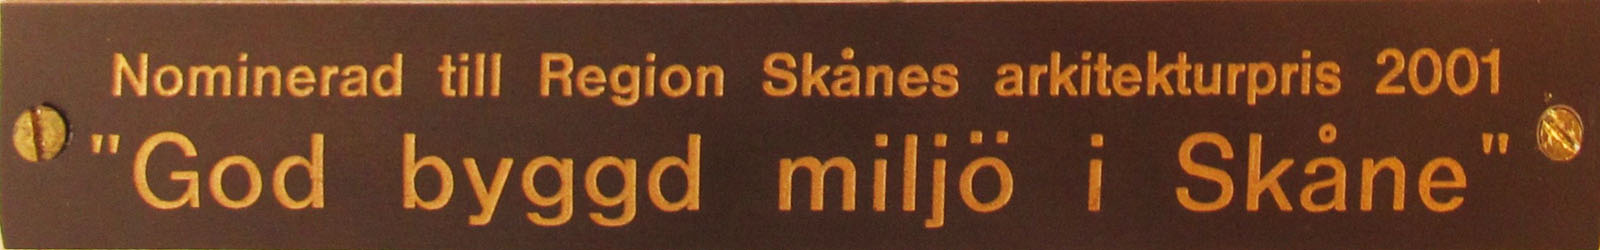 Nominerad till Region Skånes arkitekturpris 2001
"God byggd miljö i Skåne"